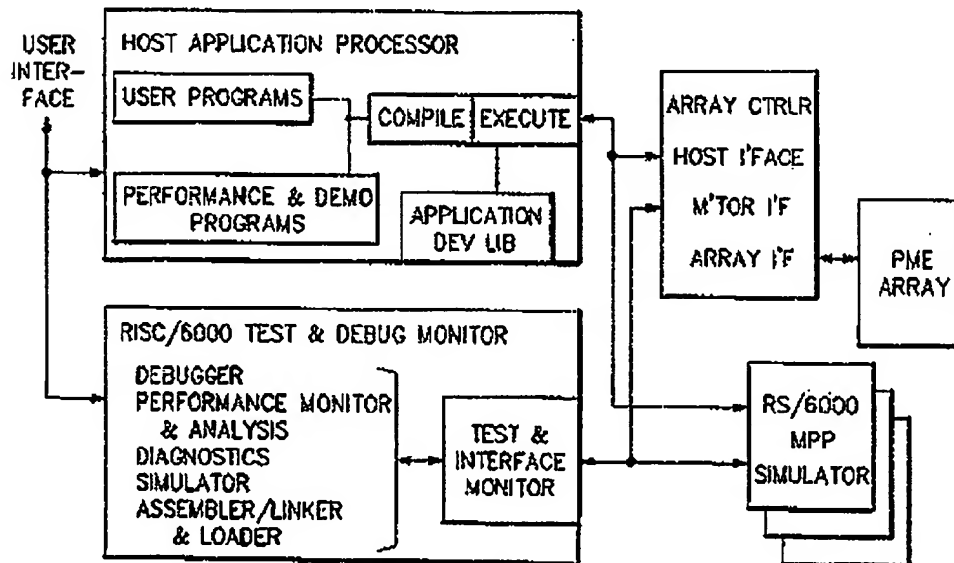 USER
INTER-
FACE
HOST APPLICATION PROCESSOR
USER PROGRAMS
COMPILE
EXECUTE
PERFORMANCE & DEMO
PROGRAMS
APPLICATION
DEV LIB
ARRAY CTRLR
HOST I'FACE
M'TOR I'F
ARRAY I'F
PME
ARRAY
RISC/6000 TEST & DEBUG MONITOR
DEBUGGER
PERFORMANCE MONITOR
& ANALYSIS
DIAGNOSTICS
SIMULATOR
ASSEMBLER/LINKER
& LOADER
TEST &
INTERFACE
MONITOR
RS/6000
MPP
SIMULATOR